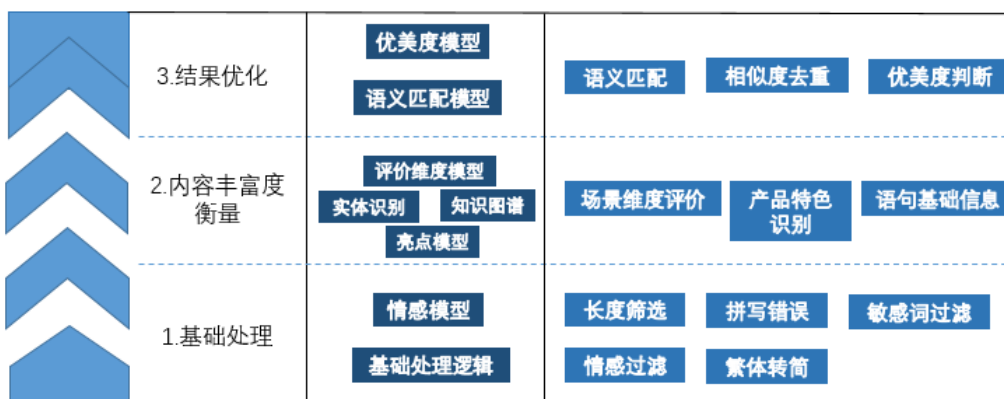 3.结果优化
优美度模型
语义匹配模型
语义匹配
相似度去重
优美度判断
2.内容丰富度
衡量
评价维度模型
实体识别
知识图谱
亮点模型
场景维度评价
产品特色
识别
语句基础信息
1.基础处理
情感模型
基础处理逻辑
长度筛选
拼写错误
敏感词过滤
情感过滤
繁体转简